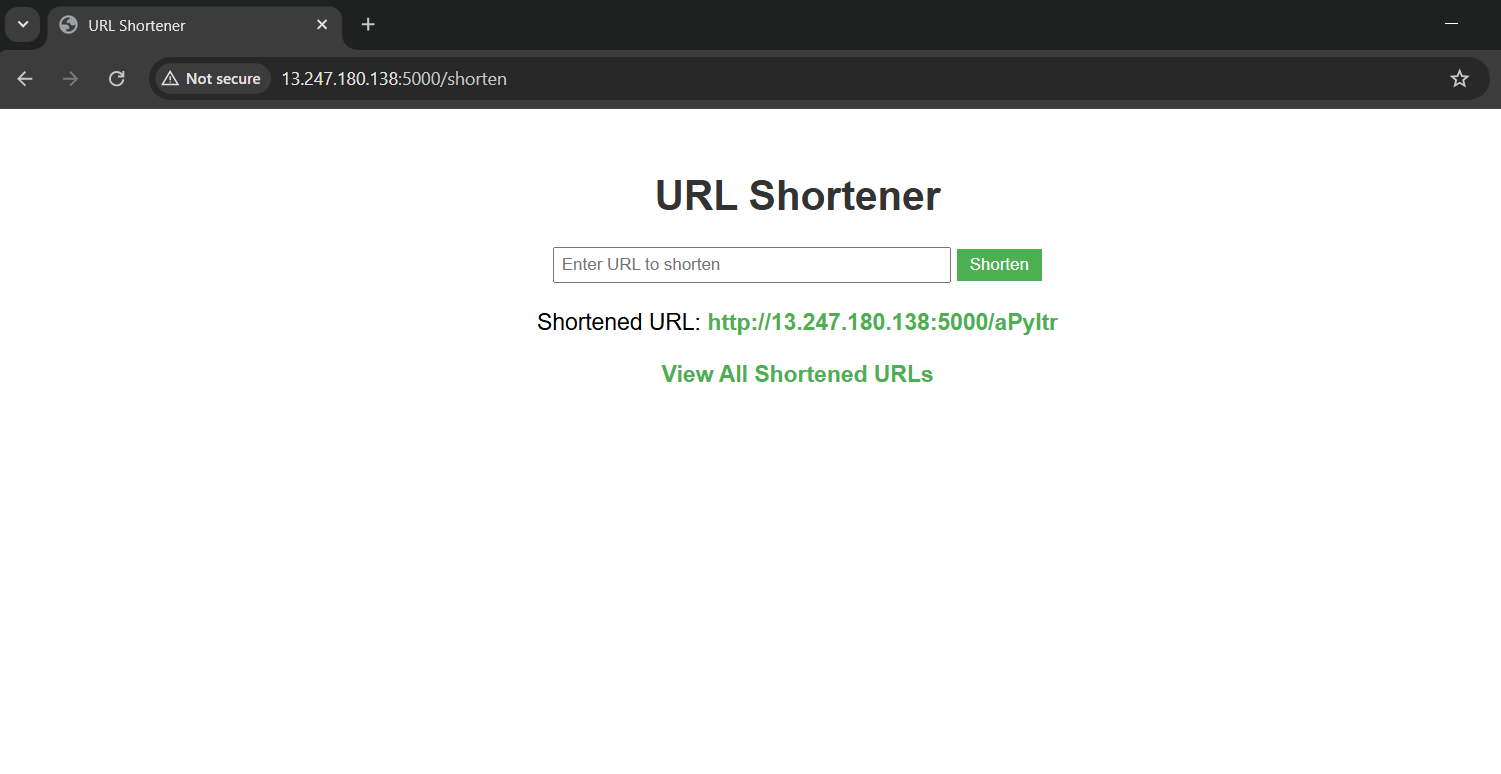 URL Shortener
Not secure 13.247.180.138:5000/shorten
URL Shortener
Enter URL to shorten Shorten
Shortened URL: http://13.247.180.138:5000/aPyItr
View All Shortened URLs